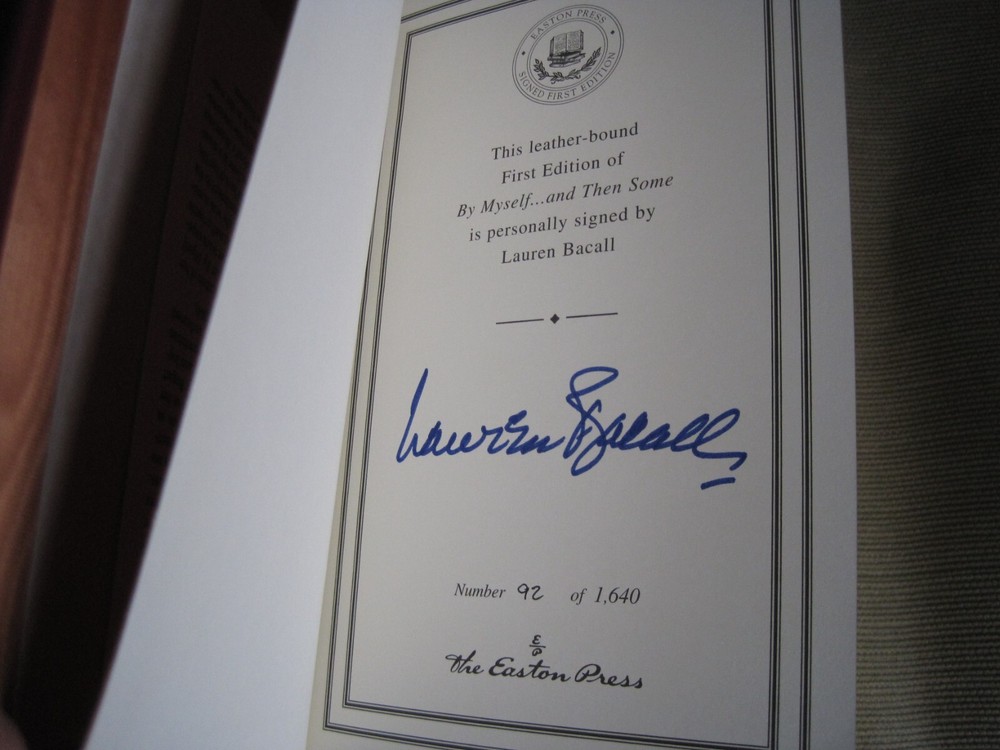 EASTON PRESS
SIGNED FIRST EDITION
This leather-bound
First Edition of
By Myself...and Then Some
is personally signed by
Lauren Bacall
Lauren Bacall
Number 92 of 1,640
E
P
The Easton Press